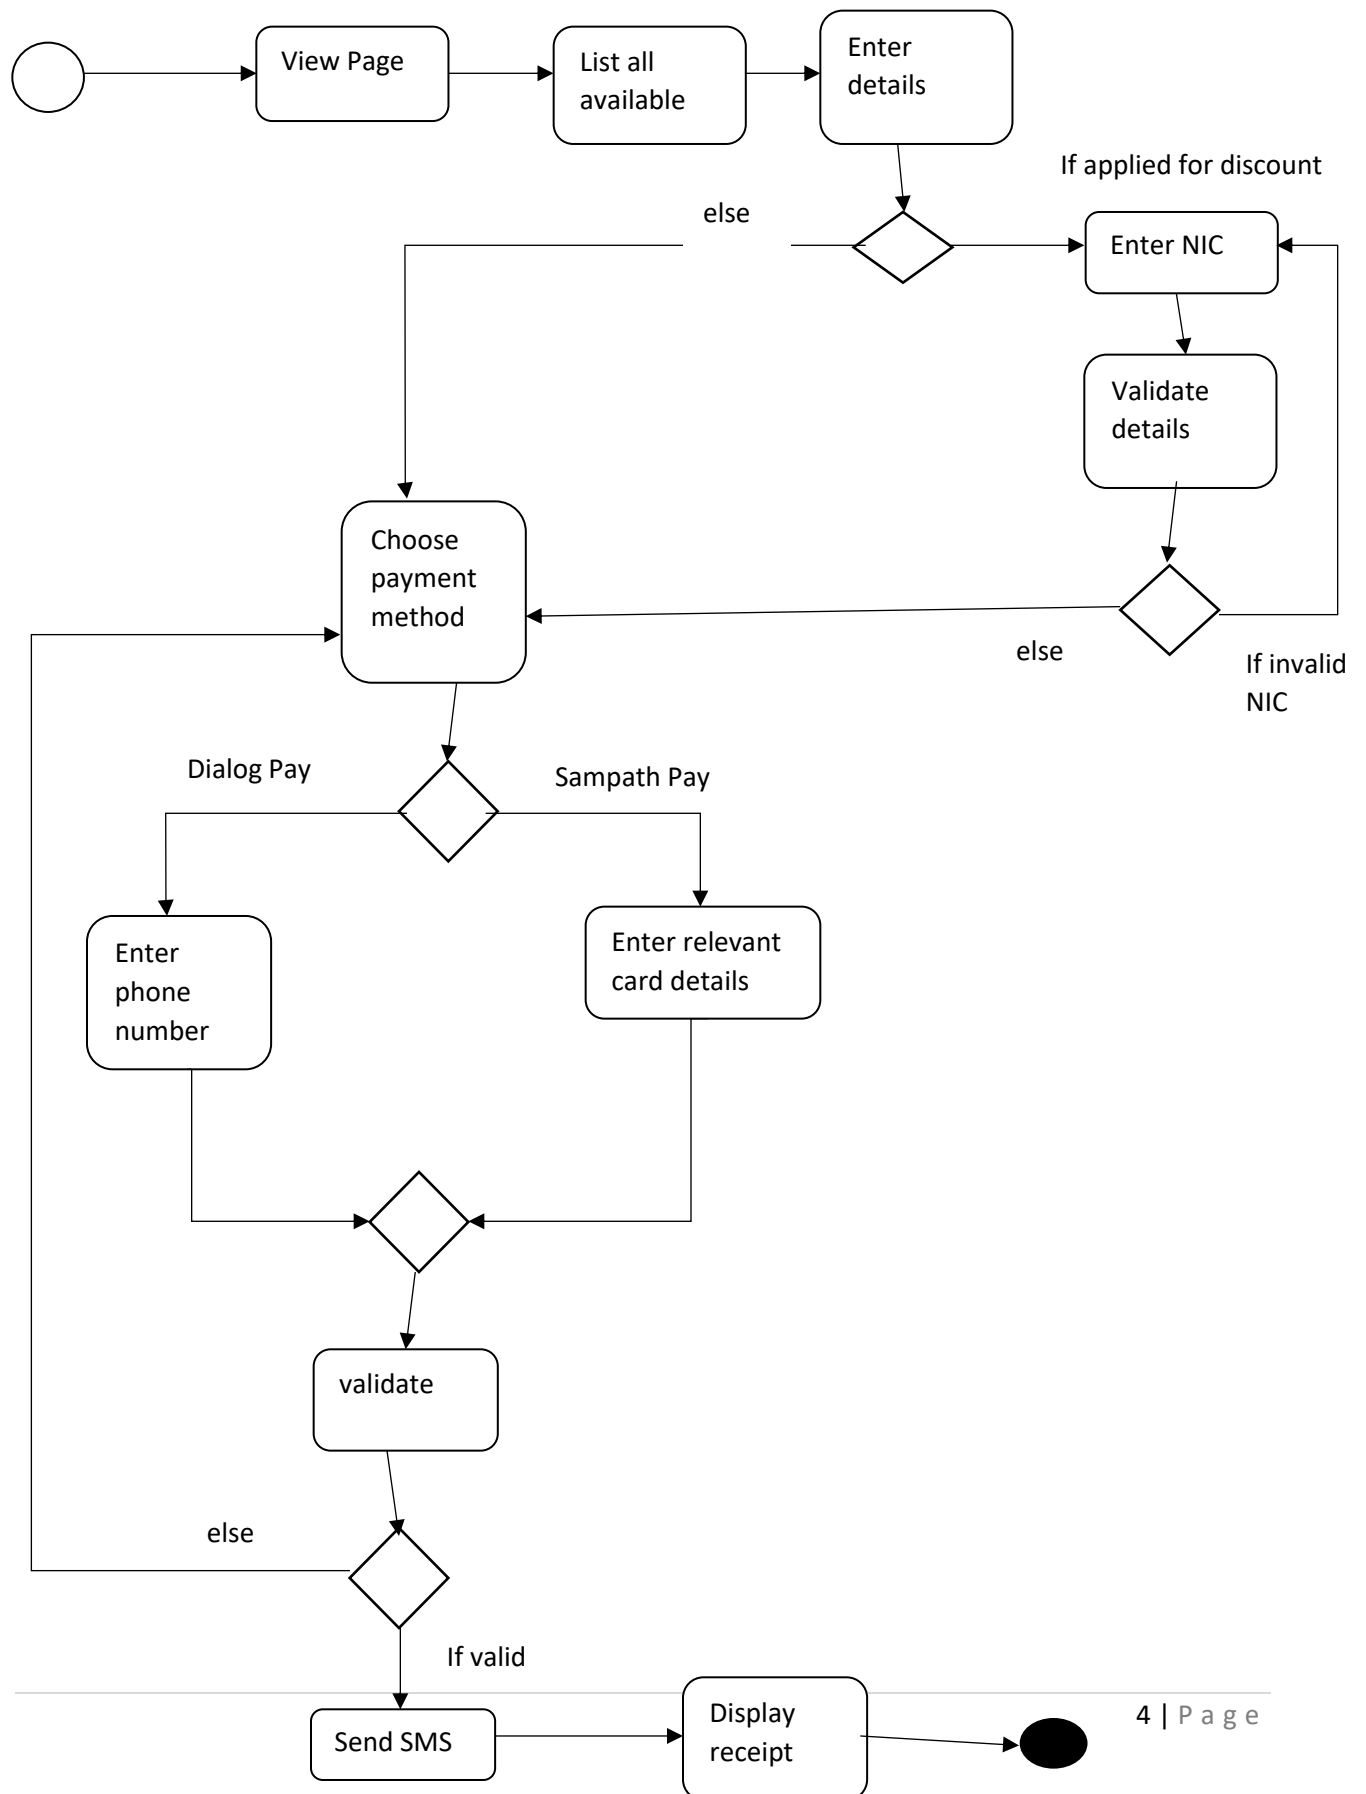 View Page
List all
available
Enter
details
If applied for discount
else
Enter NIC
Validate
details
Choose
payment
method
else
If invalid
NIC
Dialog Pay
Sampath Pay
Enter
phone
number
Enter relevant
card details
validate
else
If valid
Send SMS
Display
receipt
4 | P a g e